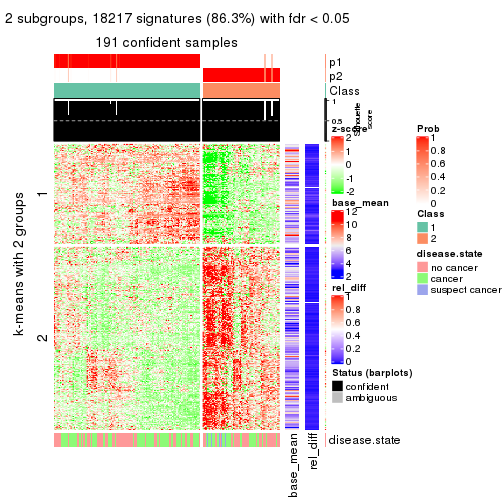 2 subgroups, 18217 signatures (86.3%) with fdr < 0.05
191 confident samples
p1
p2
Class
1
0.5
Silhouette
score
k-means with 2 groups
1
2
z-score
2
1
0
-1
-2
base_mean
12
10
8
6
4
2
rel_diff
1
0.8
0.6
0.4
0.2
0
Status (barplots)
confident
ambiguous
Prob
1
0.8
0.6
0.4
0.2
0
Class
1
2
disease.state
no cancer
cancer
suspect cancer
disease.state
base_mean
rel_diff